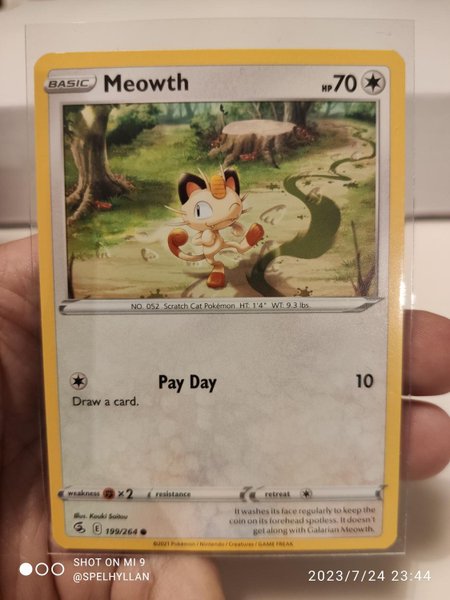 BASIC Meowth HP 70
NO. 052 Scratch Cat Pokémon HT. 1'4" WT. 9.3 lbs.
Pay Day 10
Draw a card.
weakness ×2 resistance retreat
Illus. Kouki Saitou
It washes its face regularly to keep the
coin on its forehead spotless. It doesn't
get along with Galarian Meowth.
E 199/264
©2021 Pokémon / Nintendo / Creatures / GAME FREAK
SHOT ON MI 9
@SPELHYLLAN
2023/7/24 23:44